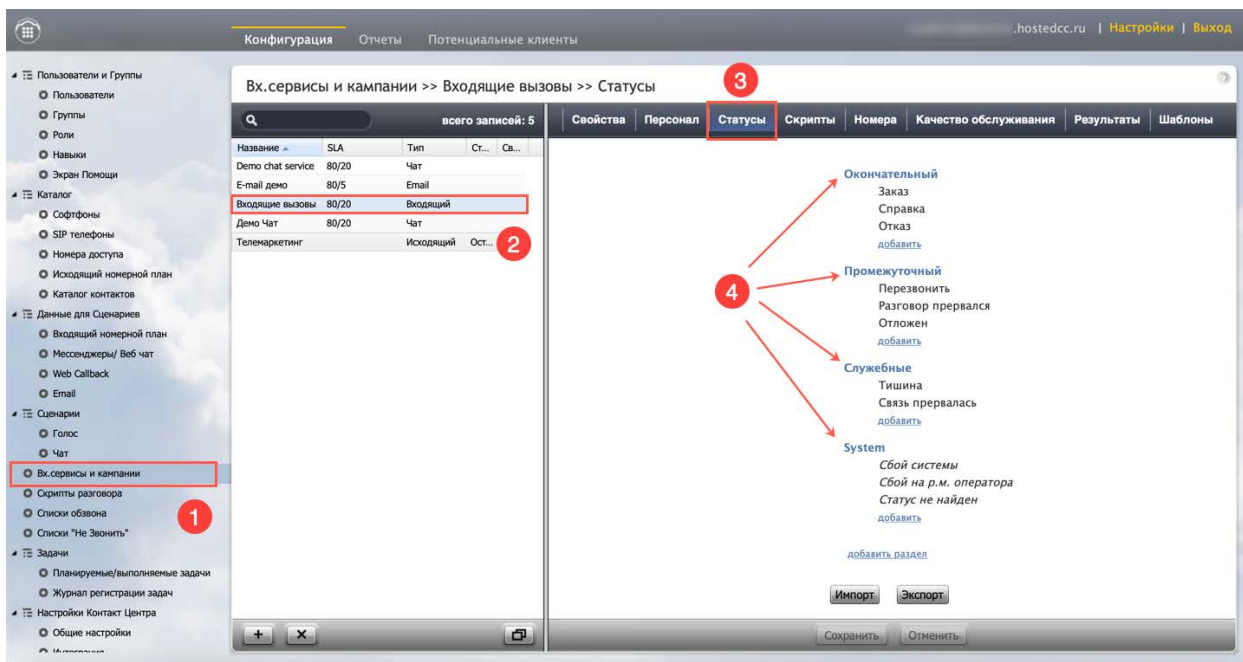 .hostedcc.ru | Настройки | Выход
Конфигурация Отчеты Потенциальные клиенты
Пользователи и Группы
Пользователи
Группы
Роли
Навыки
Экран Помощи
Каталог
Софтфоны
SIP телефоны
Номера доступа
Исходящий номерной план
Каталог контактов
Данные для Сценариев
Входящий номерной план
Мессенджеры/ Веб чат
Web Callback
Email
Сценарии
Голос
Чат
Вх.сервисы и кампании
Скрипты разговора
1
Списки обзвона
Списки "Не Звонить"
Задачи
Планируемые/выполняемые задачи
Журнал регистрации задач
Настройки Контакт Центра
Общие настройки
Интеграция
Вх.сервисы и кампании >> Входящие вызовы >> Статусы
3
?
всего записей: 5
Название SLA Тип Ст... Св...
Demo chat service 80/20 Чат
E-mail демо 80/5 Email
Входящие вызовы 80/20 Входящий
Демо Чат 80/20 Чат
Телемаркетинг Исходящий Ост...
2
Свойства Персонал Статусы Скрипты Номера Качество обслуживания Результаты Шаблоны
Окончательный
Заказ
Справка
Отказ
добавить
Промежуточный
4
Перезвонить
Разговор прервался
Отложен
добавить
Служебные
Тишина
Связь прервалась
добавить
System
Сбой системы
Сбой на р.м. оператора
Статус не найден
добавить
добавить раздел
Импорт Экспорт
Сохранить Отменить